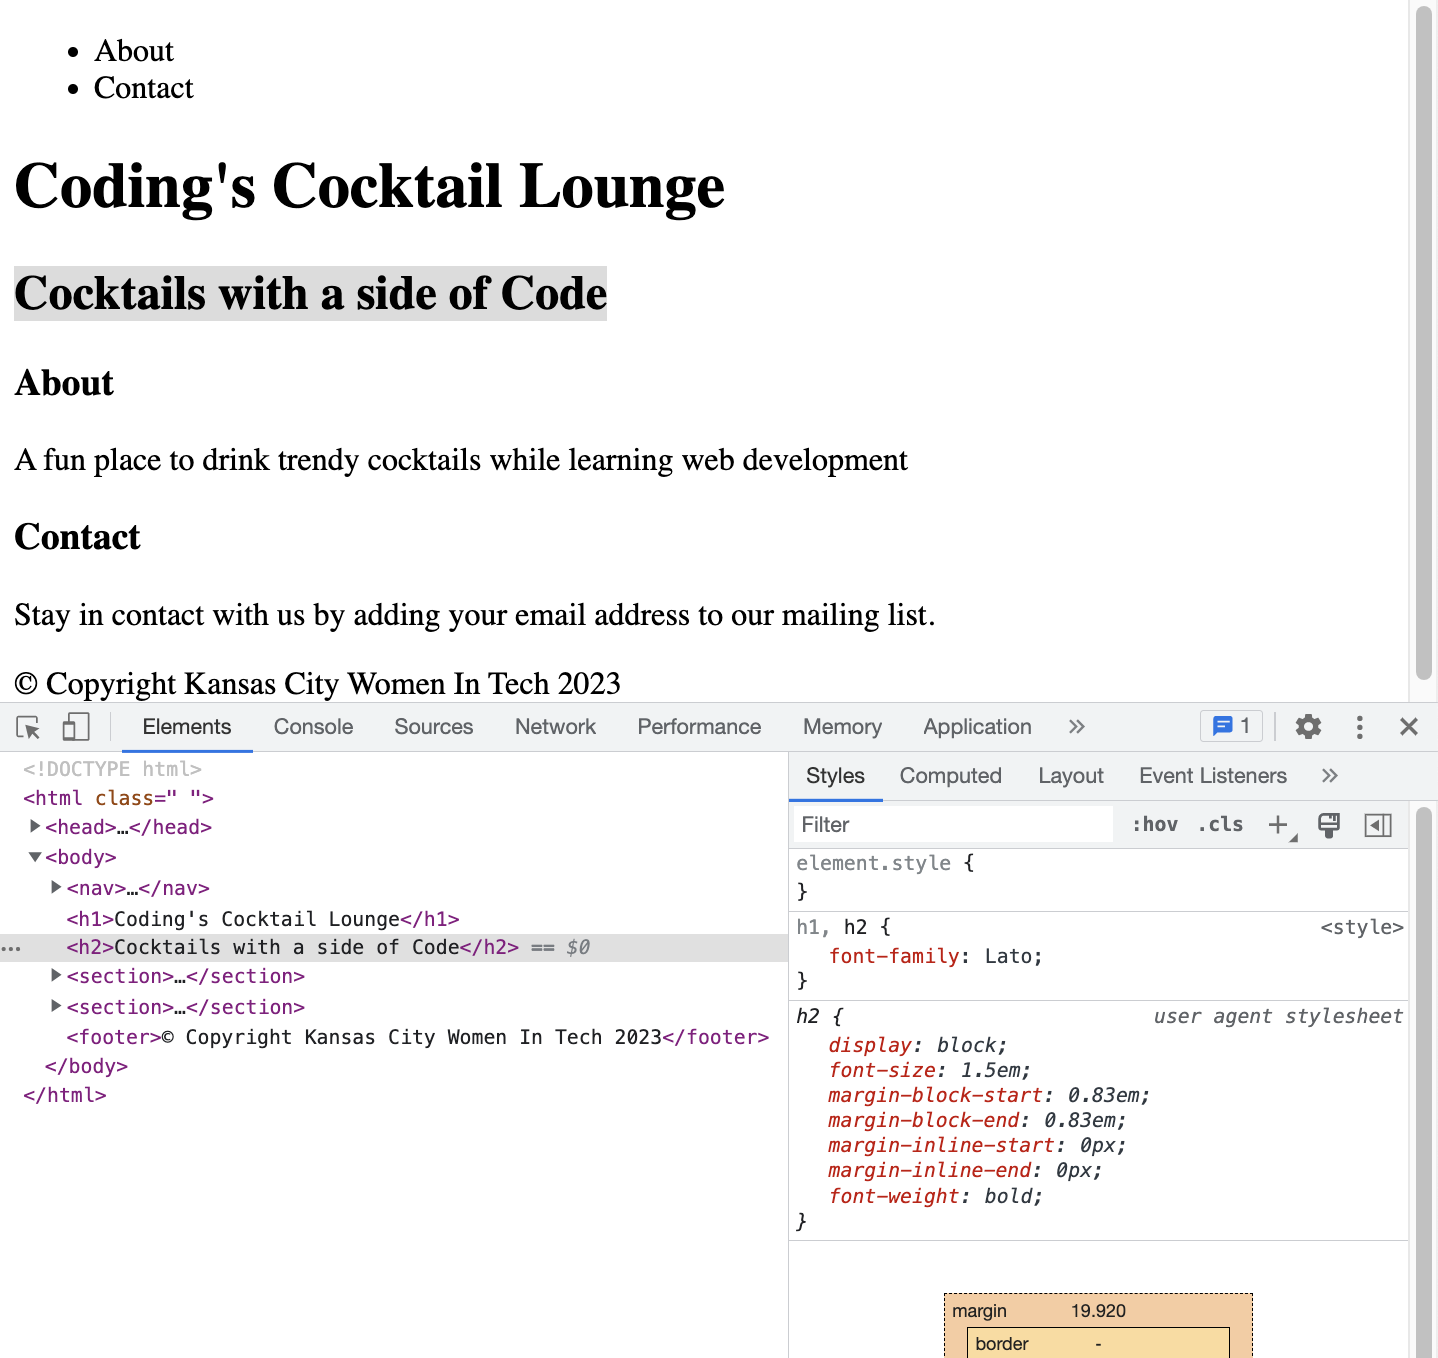 About
Contact
Coding's Cocktail Lounge
Cocktails with a side of Code
About
A fun place to drink trendy cocktails while learning web development
Contact
Stay in contact with us by adding your email address to our mailing list.
© Copyright Kansas City Women In Tech 2023
Elements Console Sources Network Performance Memory Application » 1
<!DOCTYPE html>
<html class=" ">
<head>…</head>
<body>
<nav>…</nav>
<h1>Coding's Cocktail Lounge</h1>
<h2>Cocktails with a side of Code</h2> == $0
<section>…</section>
<section>…</section>
<footer>© Copyright Kansas City Women In Tech 2023</footer>
</body>
</html>
Styles Computed Layout Event Listeners »
Filter :hov .cls +
element.style {
}
h1, h2 { <style>
font-family: Lato;
}
h2 { user agent stylesheet
display: block;
font-size: 1.5em;
margin-block-start: 0.83em;
margin-block-end: 0.83em;
margin-inline-start: 0px;
margin-inline-end: 0px;
font-weight: bold;
}
margin 19.920
border -